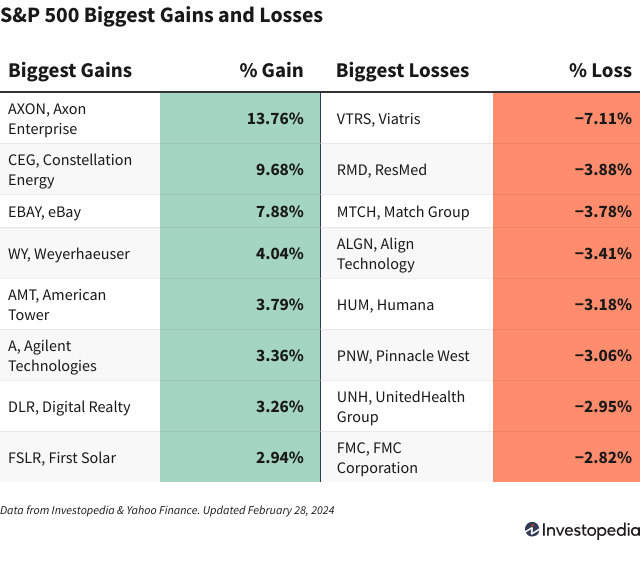 S&P 500 Biggest Gains and Losses
Biggest Gains % Gain Biggest Losses % Loss
AXON, Axon
Enterprise
13.76%
VTRS, Viatris
−7.11%
CEG, Constellation
Energy
9.68%
RMD, ResMed
−3.88%
EBAY, eBay
7.88%
MTCH, Match Group
−3.78%
WY, Weyerhaeuser
4.04%
ALGN, Align
Technology
−3.41%
AMT, American
Tower
3.79%
HUM, Humana
−3.18%
A, Agilent
Technologies
3.36%
PNW, Pinnacle West
−3.06%
DLR, Digital Realty
3.26%
UNH, UnitedHealth
Group
−2.95%
FSLR, First Solar
2.94%
FMC, FMC
Corporation
−2.82%
Data from Investopedia & Yahoo Finance. Updated February 28, 2024
Investopedia